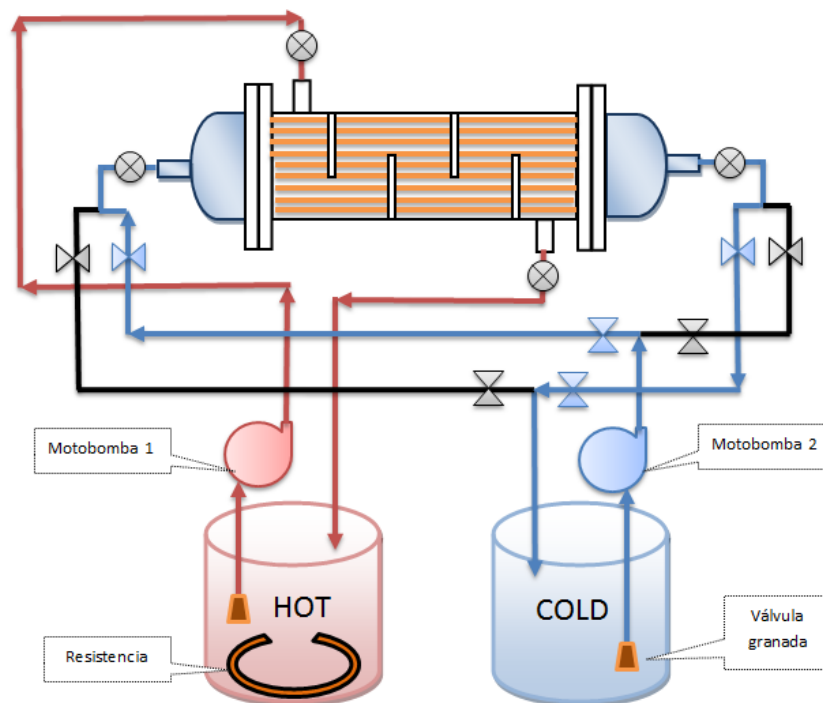 Motobomba 1
Motobomba 2
HOT
COLD
Resistencia
Válvula
granada